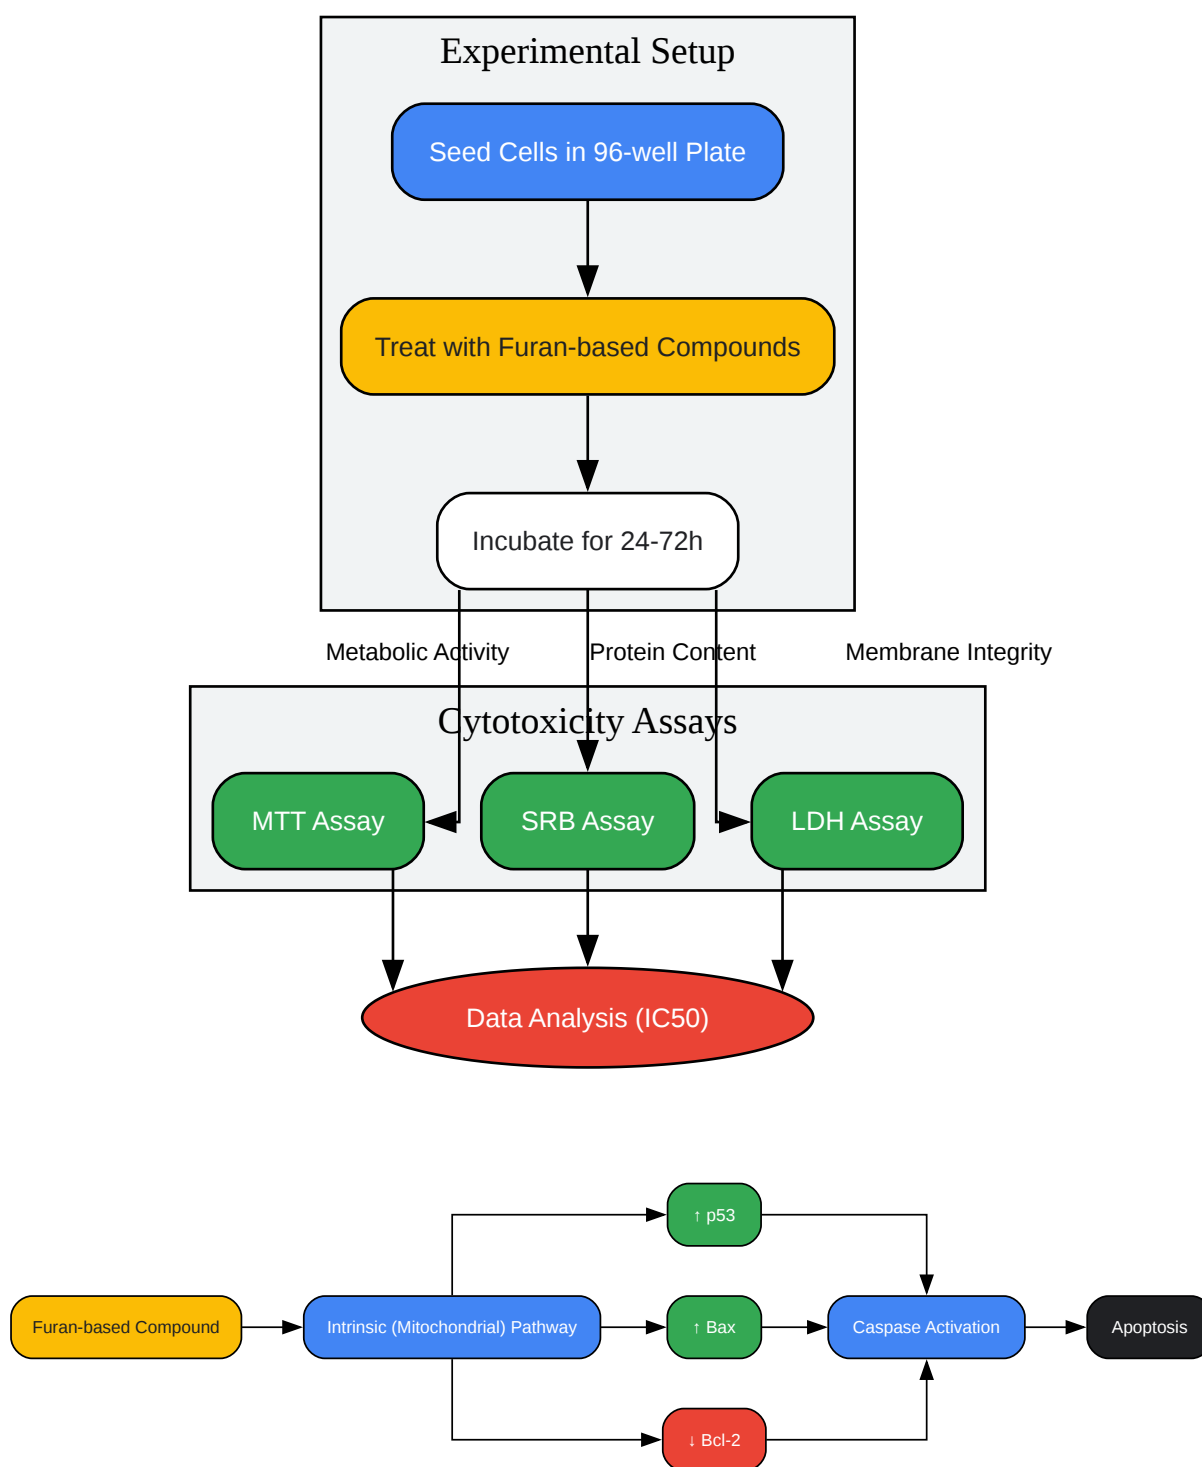 Experimental Setup
Seed Cells in 96-well Plate
Treat with Furan-based Compounds
Incubate for 24-72h
Metabolic Activity
Protein Content
Membrane Integrity
Cytotoxicity Assays
MTT Assay
SRB Assay
LDH Assay
Data Analysis (IC50)
↑ p53
Furan-based Compound
Intrinsic (Mitochondrial) Pathway
↑ Bax
Caspase Activation
Apoptosis
↓ Bcl-2